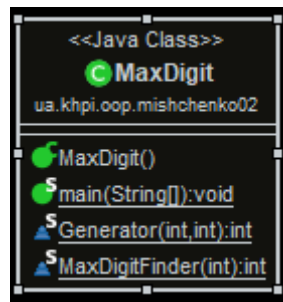 <<Java Class>>
C MaxDigit
ua.khpi.oop.mishchenko02
C MaxDigit()
S main(String[]):void
S Generator(int,int):int
S MaxDigitFinder(int):int